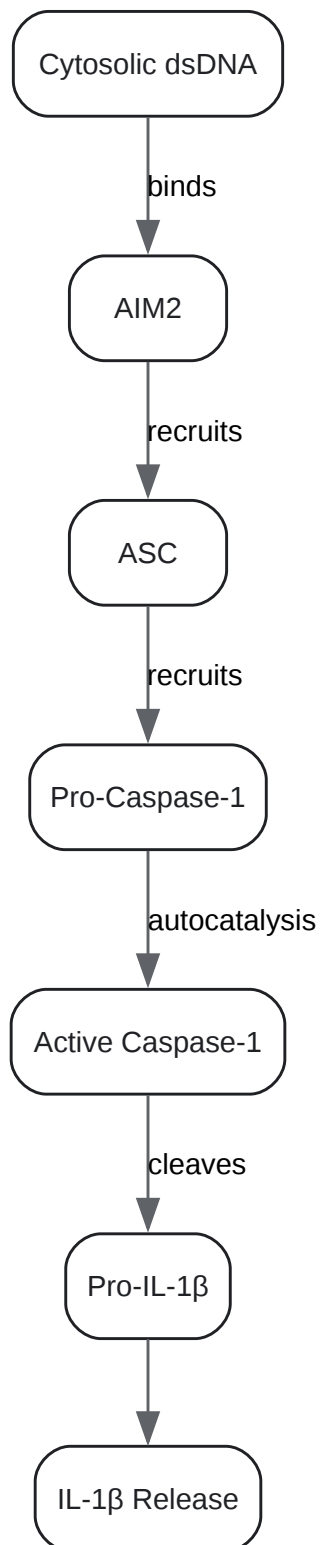 Cytosolic dsDNA
binds
AIM2
recruits
ASC
recruits
Pro-Caspase-1
autocatalysis
Active Caspase-1
cleaves
Pro-IL-1β
IL-1β Release